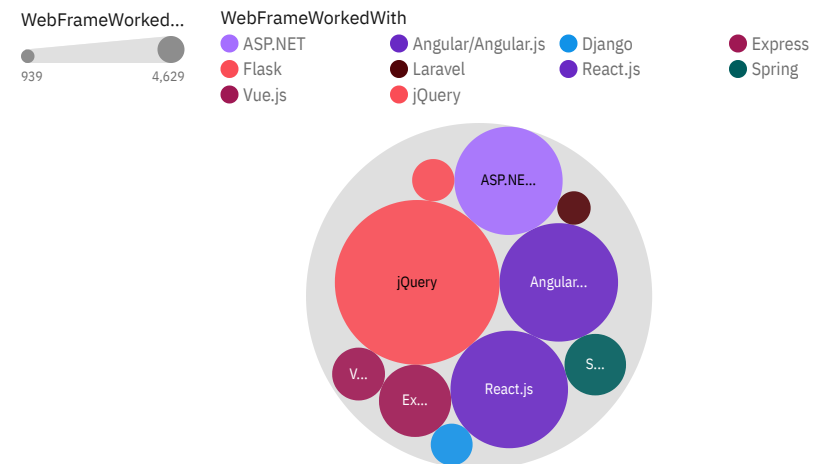 WebFrameWorked...
939
4,629
WebFrameWorkedWith
ASP.NET
Angular/Angular.js
Django
Express
Flask
Laravel
React.js
Spring
Vue.js
jQuery
ASP.NE...
jQuery
Angular...
S...
V...
Ex...
React.js